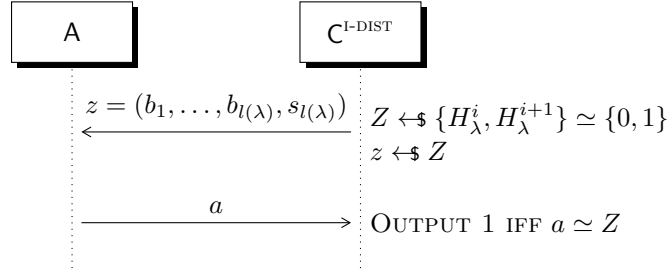 A
C^{I-DIST}
z = (b_1, …, b_{l(λ)}, s_{l(λ)})
Z ←$ {H^i_λ, H^{i+1}_λ} ≃ {0, 1}
z ←$ Z
a
OUTPUT 1 IFF a ≃ Z